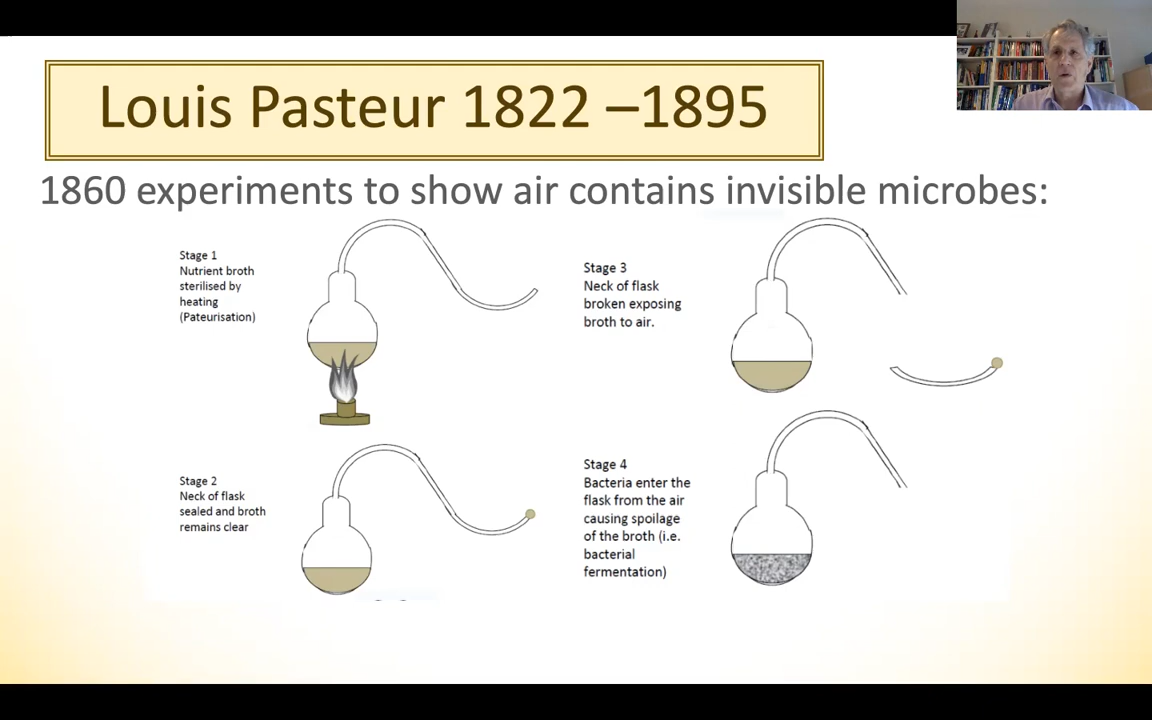 Louis Pasteur 1822 –1895
1860 experiments to show air contains invisible microbes:
Stage 1
Nutrient broth
sterilised by
heating
(Pateurisation)
Stage 2
Neck of flask
sealed and broth
remains clear
Stage 3
Neck of flask
broken exposing
broth to air.
Stage 4
Bacteria enter the
flask from the air
causing spoilage
of the broth (i.e.
bacterial
fermentation)